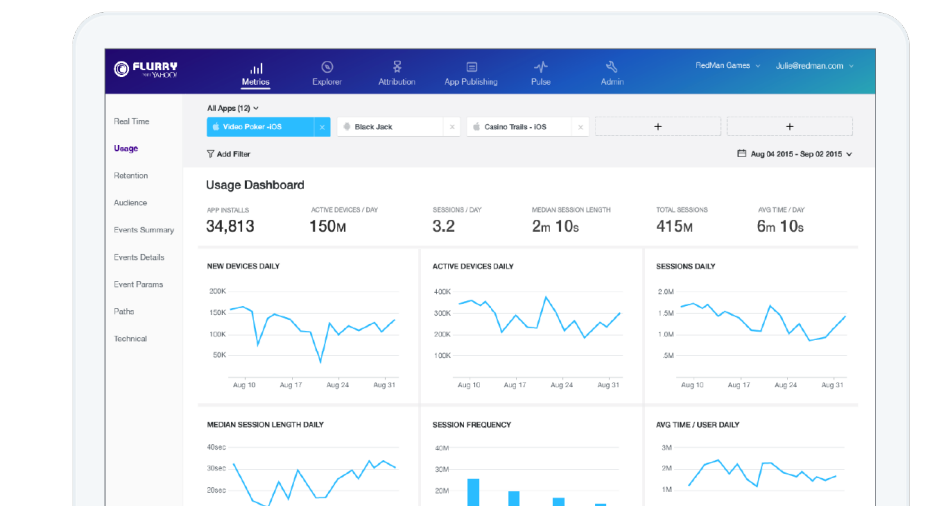 FLURRY
FROM YAHOO!
Metrics
Explorer
Attribution
App Publishing
Pulse
Admin
RedMan Games
Julie@redman.com
Real Time
Usage
Retention
Audience
Events Summary
Events Details
Event Params
Paths
Technical
All Apps (12)
Video Poker -iOS x
Black Jack x
Casino Trails - iOS x
+
+
Add Filter
Aug 04 2015 - Sep 02 2015
Usage Dashboard
APP INSTALLS
34,813
ACTIVE DEVICES / DAY
150M
SESSIONS / DAY
3.2
MEDIAN SESSION LENGTH
2m 10s
TOTAL SESSIONS
415M
AVG TIME / DAY
6m 10s
NEW DEVICES DAILY
200K
150K
100K
50K
Aug 10 Aug 17 Aug 24 Aug 31
ACTIVE DEVICES DAILY
400K
300K
200K
100K
Aug 10 Aug 17 Aug 24 Aug 31
SESSIONS DAILY
2.0M
1.5M
1.0M
.5M
Aug 10 Aug 17 Aug 24 Aug 31
MEDIAN SESSION LENGTH DAILY
40sec
30sec
20sec
SESSION FREQUENCY
40M
30M
20M
AVG TIME / USER DAILY
3M
2M
1M